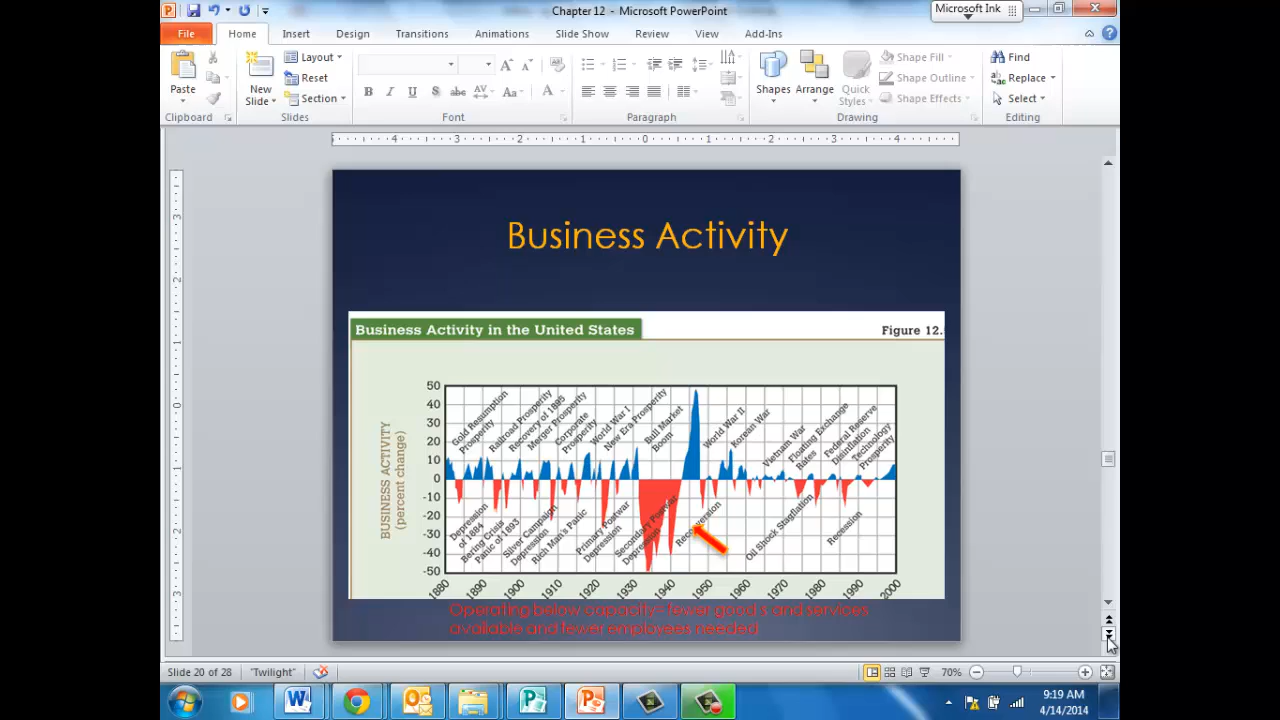 Chapter 12 - Microsoft PowerPoint
Microsoft Ink
File
Home
Insert
Design
Transitions
Animations
Slide Show
Review
View
Add-Ins
Paste
New
Slide
Layout
Reset
Section
Shapes
Arrange
Quick
Styles
Shape Fill
Shape Outline
Shape Effects
Find
Replace
Select
Clipboard
Slides
Font
Paragraph
Drawing
Editing
Business Activity
Business Activity in the United States
Figure 12.
BUSINESS ACTIVITY
(percent change)
50
40
30
20
10
0
-10
-20
-30
-40
-50
Gold Resumption
Prosperity
Railroad Prosperity
Recovery of 1895
Merger Prosperity
Corporate
Prosperity
World War I
New Era Prosperity
Bull Market
Boom
World War II
Korean War
Vietnam War
Floating Exchange
Rates
Federal Reserve
Disinflation
Technology
Prosperity
Depression
of 1884
Panic of 1893
Silver Campaign
Depression
Rich Man's Panic
Primary Postwar
Depression
Secondary Postwar
Depression
Reconversion
Oil Shock Stagflation
Recession
1880
1890
1900
1910
1920
1930
1940
1950
1960
1970
1980
1990
2000
Operating below capacity= fewer good s and services
available and fewer employees needed
Slide 20 of 28
"Twilight"
70%
9:19 AM
4/14/2014